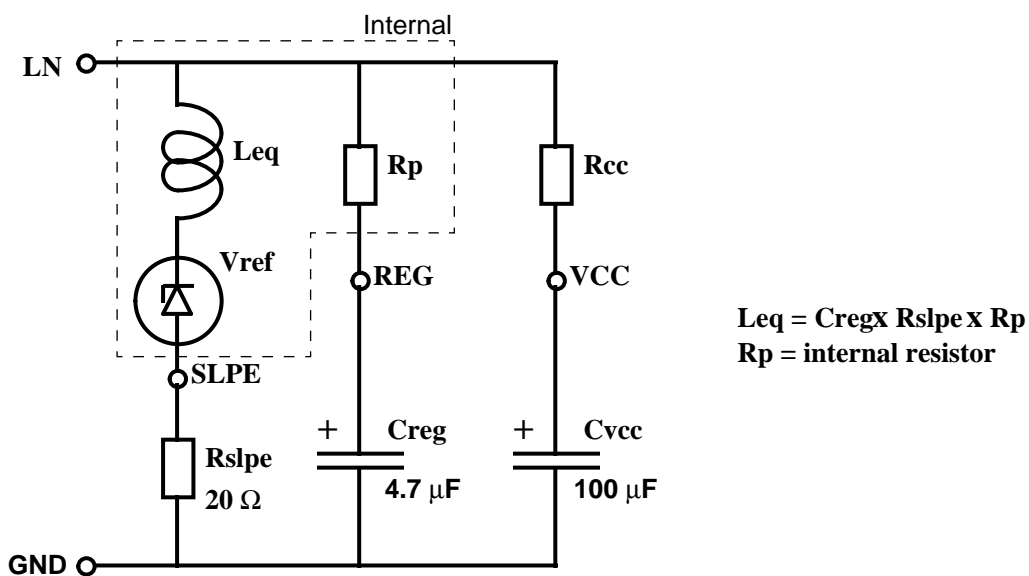 Internal
LN
Leq
Rp
Rcc
Vref
REG
VCC
Leq = Cregx Rslpe x Rp
Rp = internal resistor
SLPE
+
Creg
+
Cvcc
Rslpe
20 Ω
4.7 μF
100 μF
GND